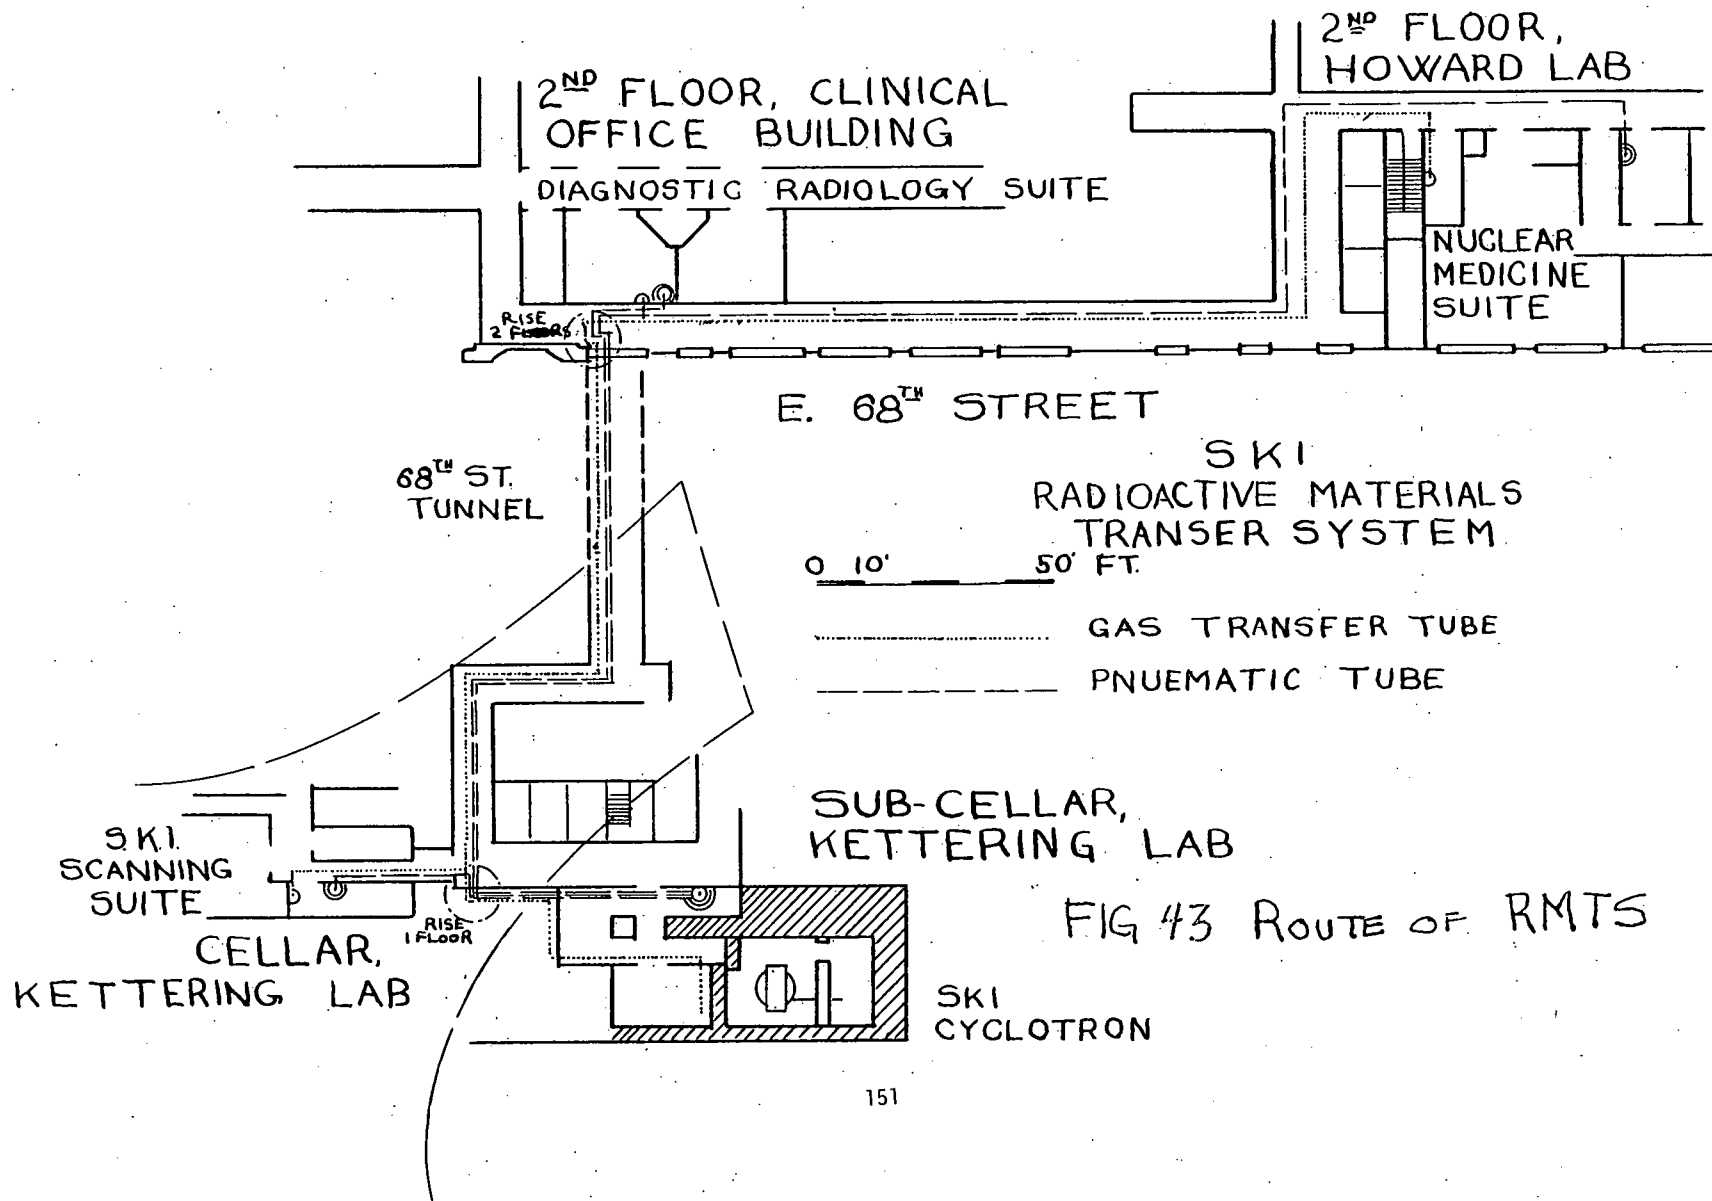 2ND FLOOR,
HOWARD LAB
2ND FLOOR, CLINICAL
OFFICE BUILDING
DIAGNOSTIC RADIOLOGY SUITE
NUCLEAR
MEDICINE
SUITE
RISE
2 FLOORS
E. 68TH STREET
68TH ST.
TUNNEL
SKI
RADIOACTIVE MATERIALS
TRANSER SYSTEM
0 10' 50' FT.
GAS TRANSFER TUBE
PNUEMATIC TUBE
SUB-CELLAR,
KETTERING LAB
S.K.I.
SCANNING
SUITE
RISE
1 FLOOR
CELLAR,
KETTERING LAB
FIG 43 ROUTE OF RMTS
SKI
CYCLOTRON
151